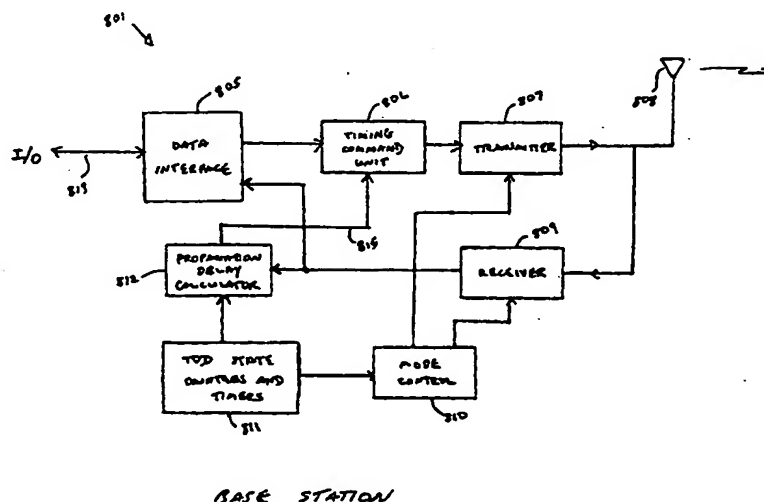 801
805
806
807
808
I/O
813
DATA
INTERFACE
TIMING
COMMAND
UNIT
TRANSMITTER
815
809
812
PROPAGATION
DELAY
CALCULATOR
RECEIVER
TDD STATE
COUNTERS AND
TIMERS
811
MODE
CONTROL
810
BASE STATION